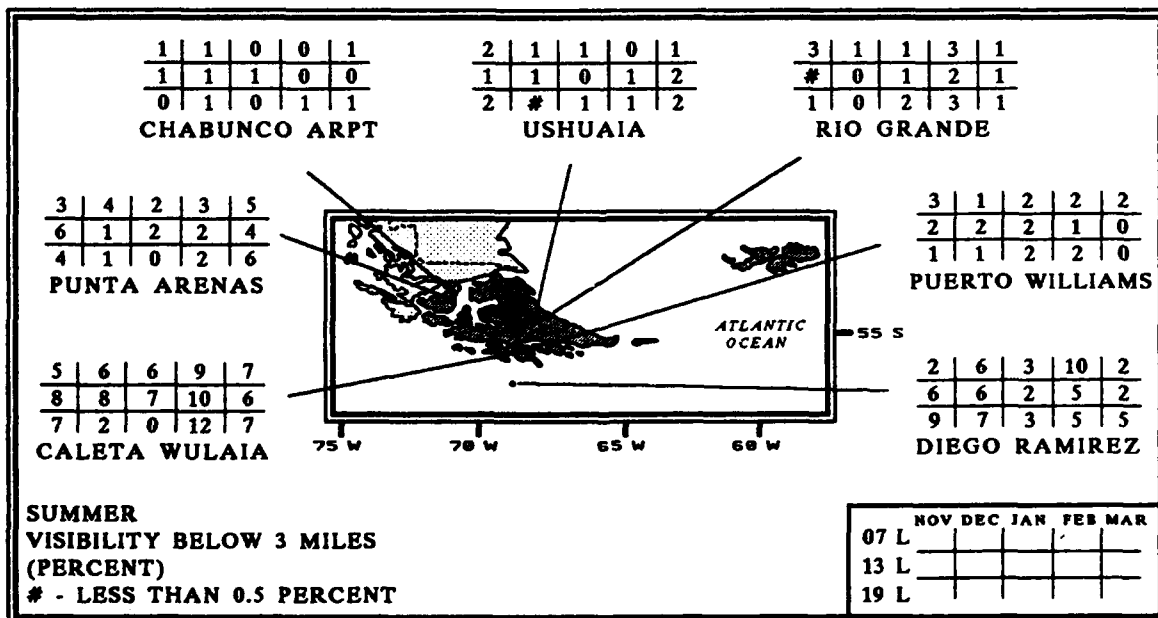 1 1 0 0 1
1 1 1 0 0
0 1 0 1 1
CHABUNCO ARPT
2 1 1 0 1
1 1 0 1 2
2 # 1 1 2
USHUAIA
3 1 1 3 1
# 0 1 2 1
1 0 2 3 1
RIO GRANDE
3 4 2 3 5
6 1 2 2 4
4 1 0 2 6
PUNTA ARENAS
3 1 2 2 2
2 2 2 1 0
1 1 2 2 0
PUERTO WILLIAMS
ATLANTIC
OCEAN
55 S
5 6 6 9 7
8 8 7 10 6
7 2 0 12 7
CALETA WULAIA
2 6 3 10 2
6 6 2 5 2
9 7 3 5 5
DIEGO RAMIREZ
75 W 70 W 65 W 60 W
SUMMER
VISIBILITY BELOW 3 MILES
(PERCENT)
# - LESS THAN 0.5 PERCENT
NOV DEC JAN FEB MAR
07 L
13 L
19 L